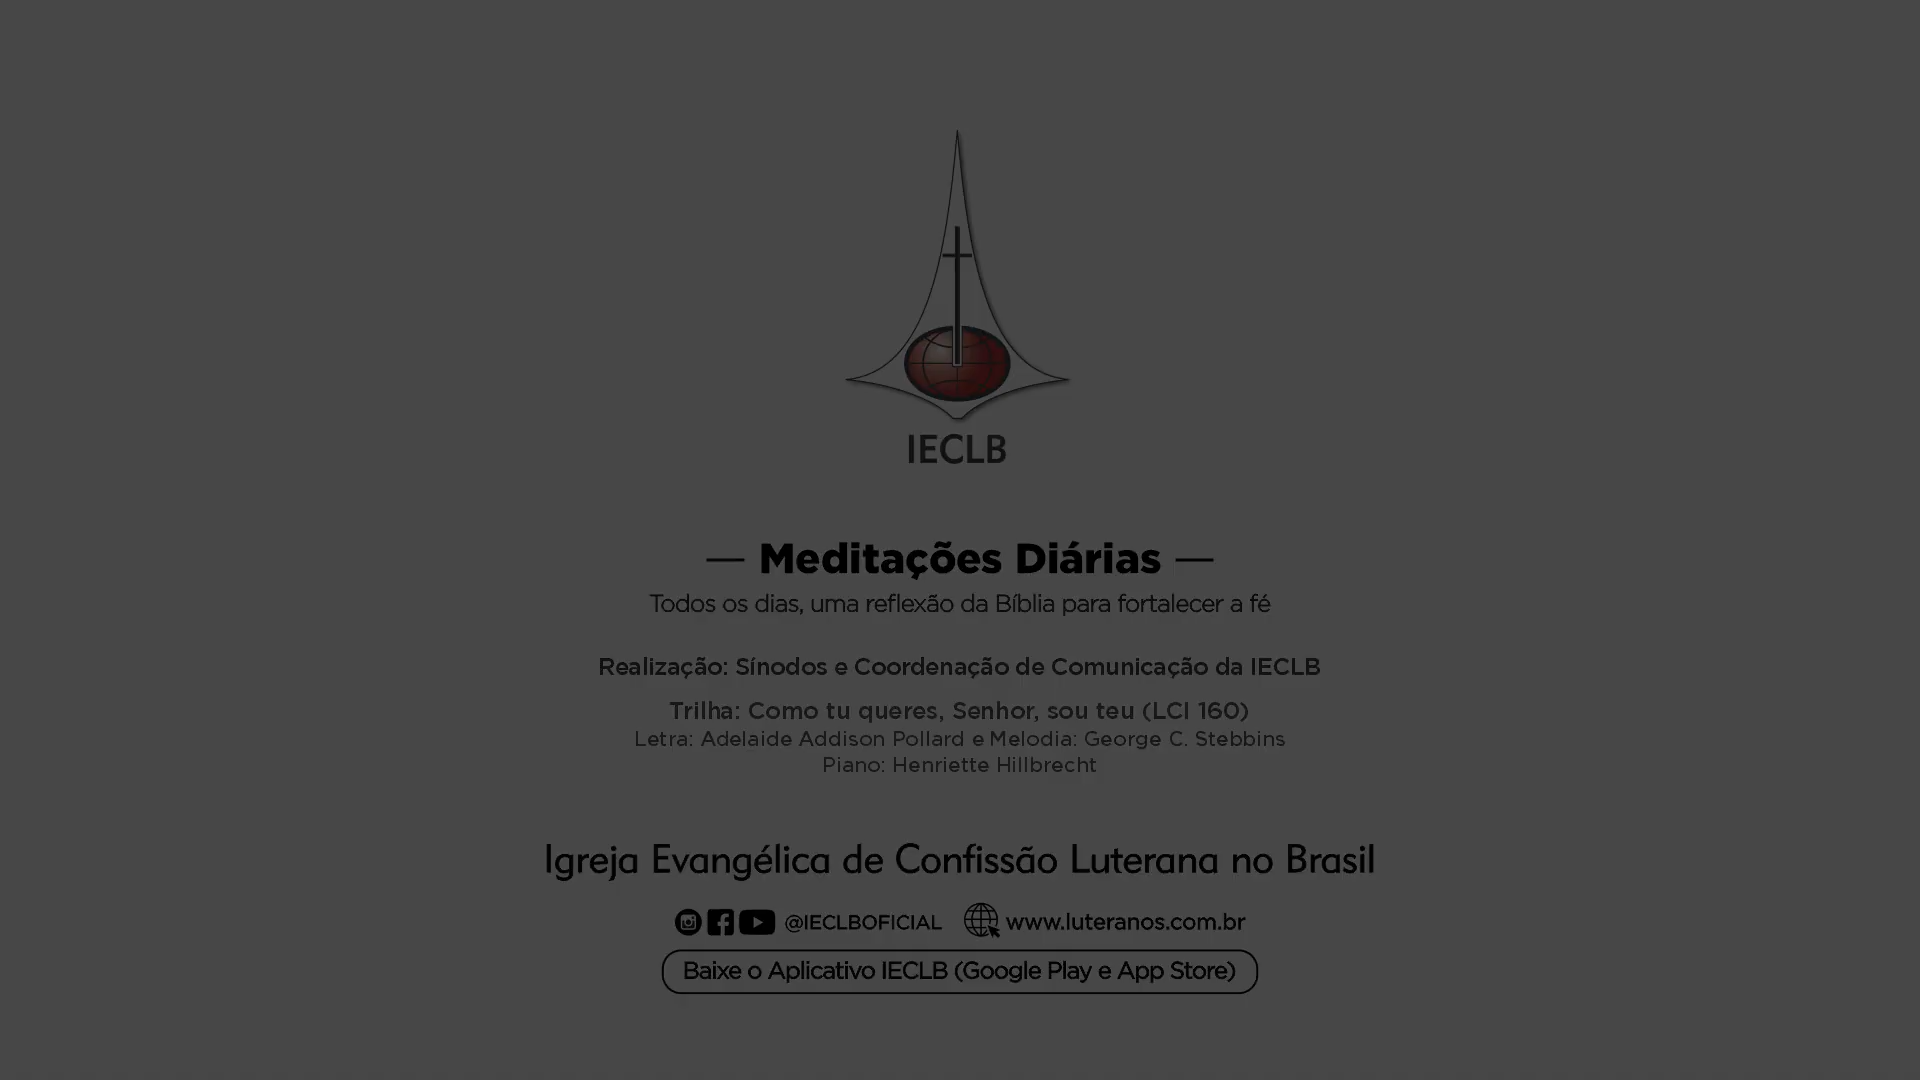 IECLB
— Meditações Diárias —
Todos os dias, uma reflexão da Bíblia para fortalecer a fé
Realização: Sínodos e Coordenação de Comunicação da IECLB
Trilha: Como tu queres, Senhor, sou teu (LCI 160)
Letra: Adelaide Addison Pollard e Melodia: George C. Stebbins
Piano: Henriette Hillbrecht
Igreja Evangélica de Confissão Luterana no Brasil
@IECLBOFICIAL www.luteranos.com.br
Baixe o Aplicativo IECLB (Google Play e App Store)